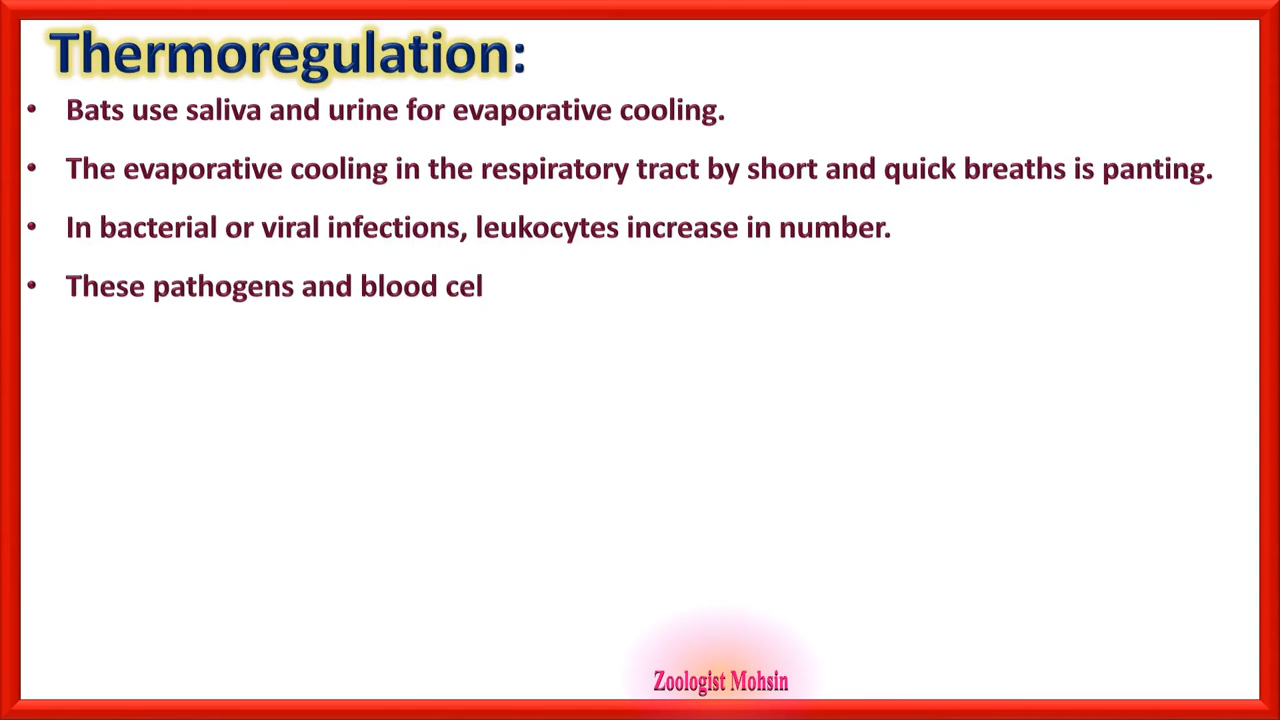 Thermoregulation:
• Bats use saliva and urine for evaporative cooling.
• The evaporative cooling in the respiratory tract by short and quick breaths is panting.
• In bacterial or viral infections, leukocytes increase in number.
• These pathogens and blood cel
Zoologist Mohsin